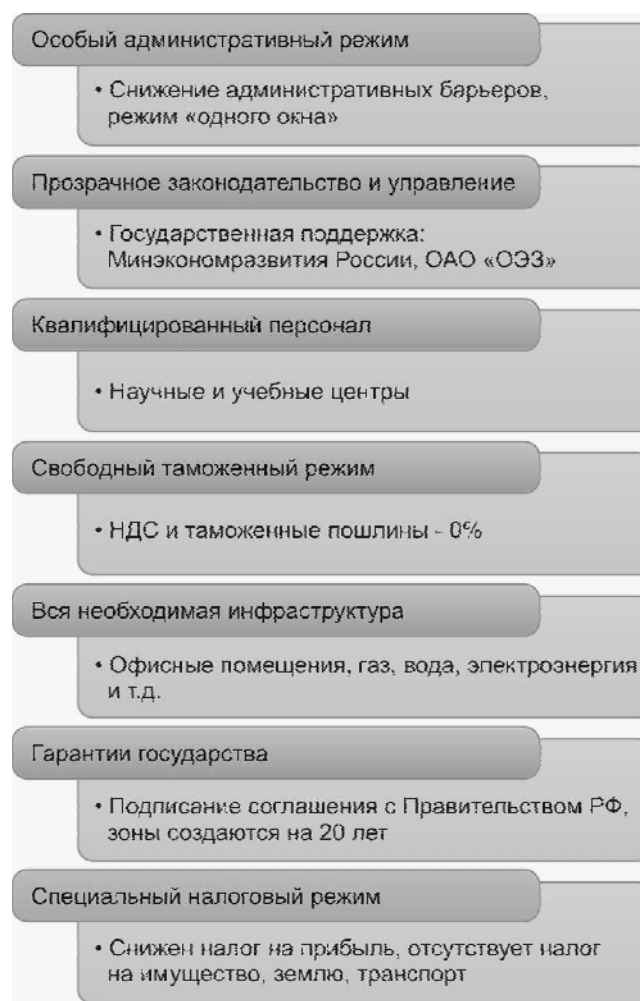 Особый административный режим
• Снижение административных барьеров,
режим «одного окна»
Прозрачное законодательство и управление
• Государственная поддержка:
Минэкономразвития России, ОАО «ОЭЗ»
Квалифицированный персонал
• Научные и учебные центры
Свободный таможенный режим
• НДС и таможенные пошлины - 0%
Вся необходимая инфраструктура
• Офисные помещения, газ, вода, электроэнергия
и т.д.
Гарантии государства
• Подписание соглашения с Правительством РФ,
зоны создаются на 20 лет
Специальный налоговый режим
• Снижен налог на прибыль, отсутствует налог
на имущество, землю, транспорт